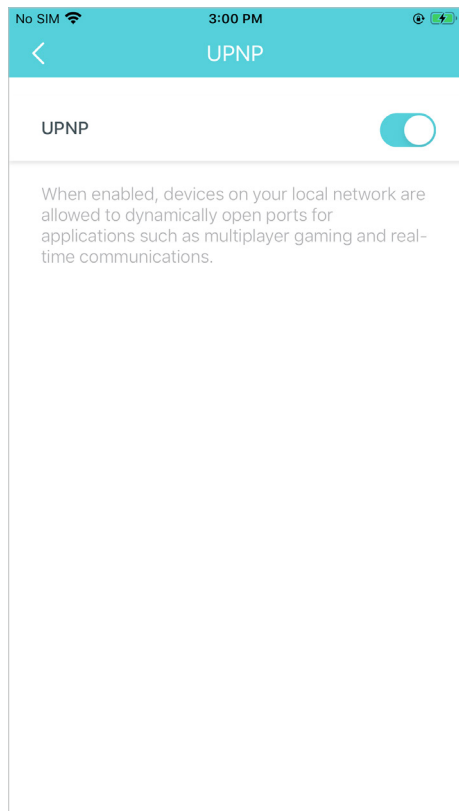 No SIM 3:00 PM
UPNP
UPNP
When enabled, devices on your local network are
allowed to dynamically open ports for
applications such as multiplayer gaming and real-
time communications.